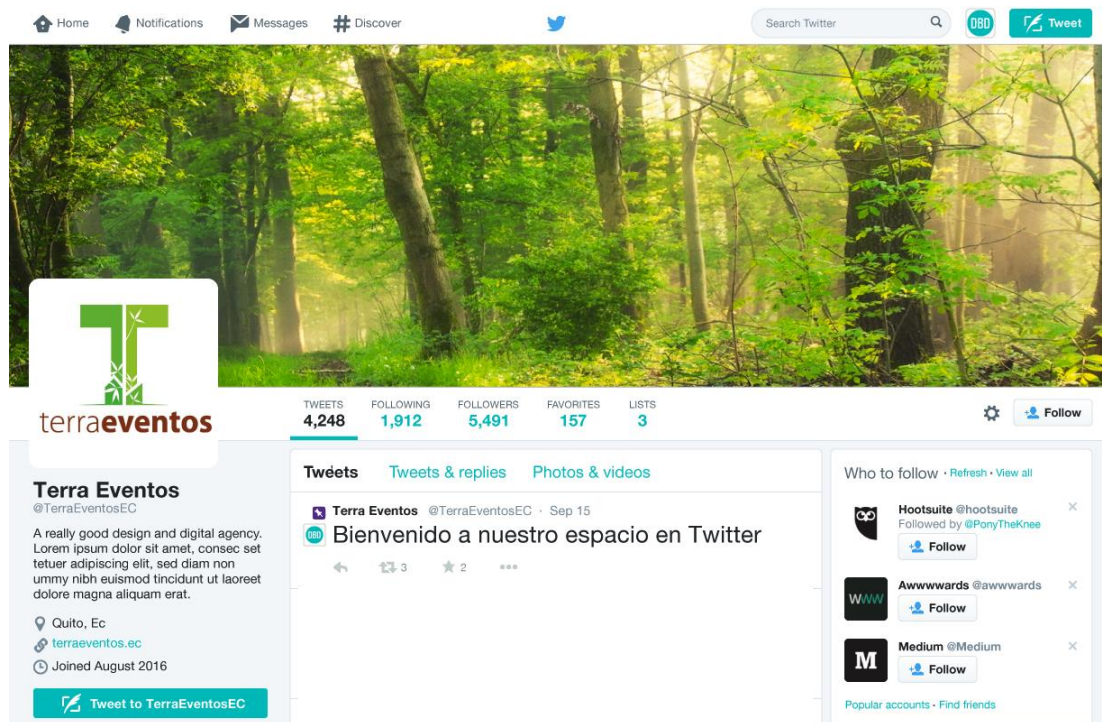 Home Notifications Messages # Discover Search Twitter DBD Tweet
terraeventos
TWEETS FOLLOWING FOLLOWERS FAVORITES LISTS
4,248 1,912 5,491 157 3
Follow
Terra Eventos
@TerraEventosEC
A really good design and digital agency.
Lorem ipsum dolor sit amet, consec set
tetuer adipiscing elit, sed diam non
ummy nibh euismod tincidunt ut laoreet
dolore magna aliquam erat.
Quito, Ec
terraeventos.ec
Joined August 2016
Tweet to TerraEventosEC
Tweets Tweets & replies Photos & videos
Terra Eventos @TerraEventosEC · Sep 15
DBD Bienvenido a nuestro espacio en Twitter
3 2
Who to follow · Refresh · View all
Hootsuite @hootsuite
Followed by @PonyTheKnee
Follow
WWW
Awwwwards @awwwards
Follow
M
Medium @Medium
Follow
Popular accounts · Find friends